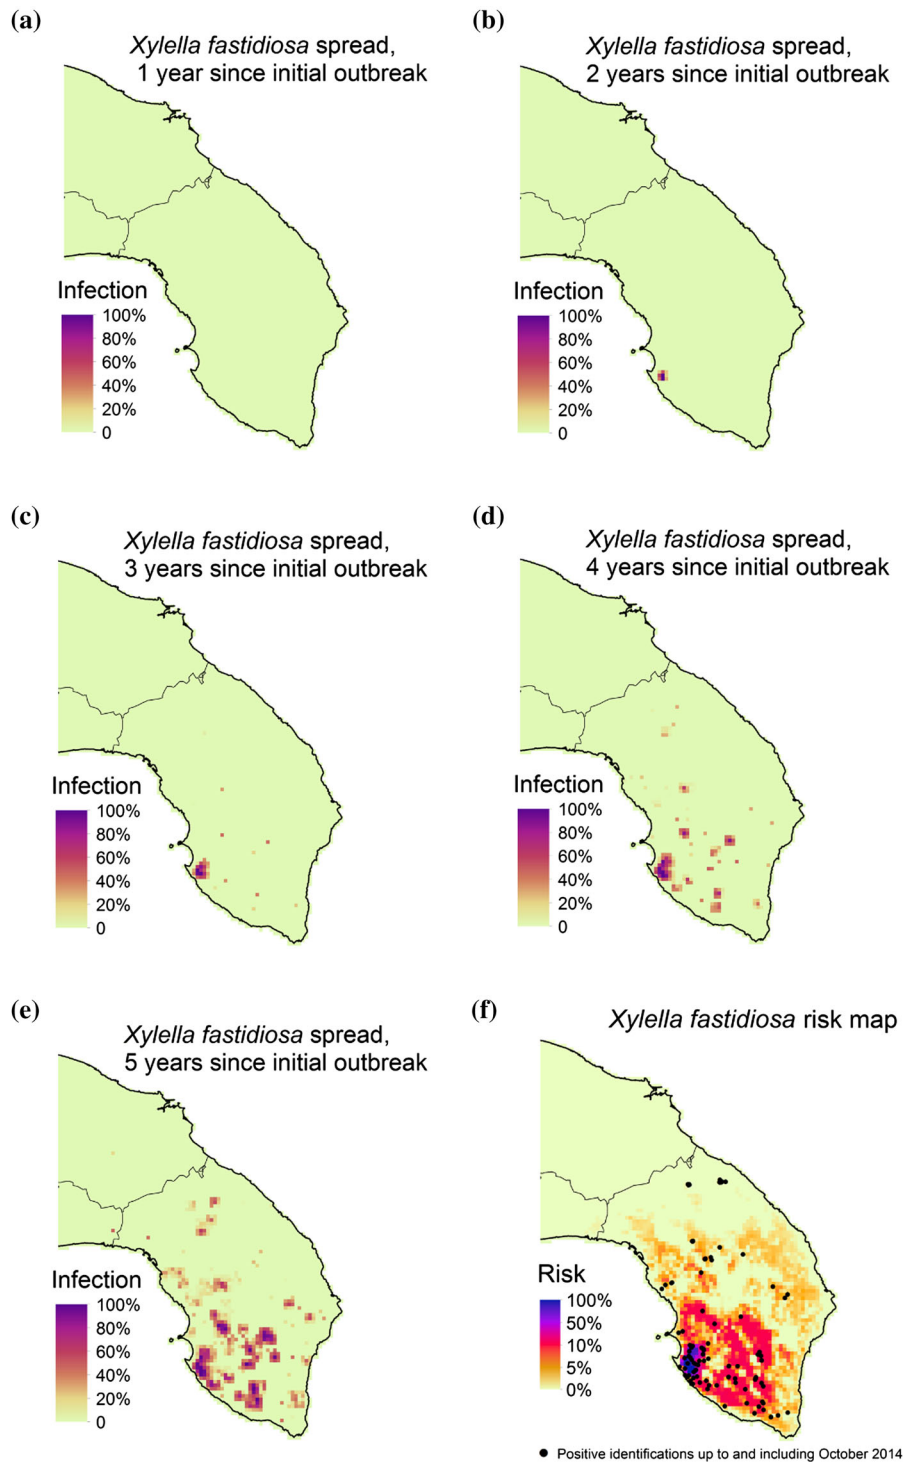 (a)
Xylella fastidiosa spread,
1 year since initial outbreak
Infection
100%
80%
60%
40%
20%
0
(b)
Xylella fastidiosa spread,
2 years since initial outbreak
Infection
100%
80%
60%
40%
20%
0
(c)
Xylella fastidiosa spread,
3 years since initial outbreak
Infection
100%
80%
60%
40%
20%
0
(d)
Xylella fastidiosa spread,
4 years since initial outbreak
Infection
100%
80%
60%
40%
20%
0
(e)
Xylella fastidiosa spread,
5 years since initial outbreak
Infection
100%
80%
60%
40%
20%
0
(f)
Xylella fastidiosa risk map
Risk
100%
50%
10%
5%
0%
Positive identifications up to and including October 2014